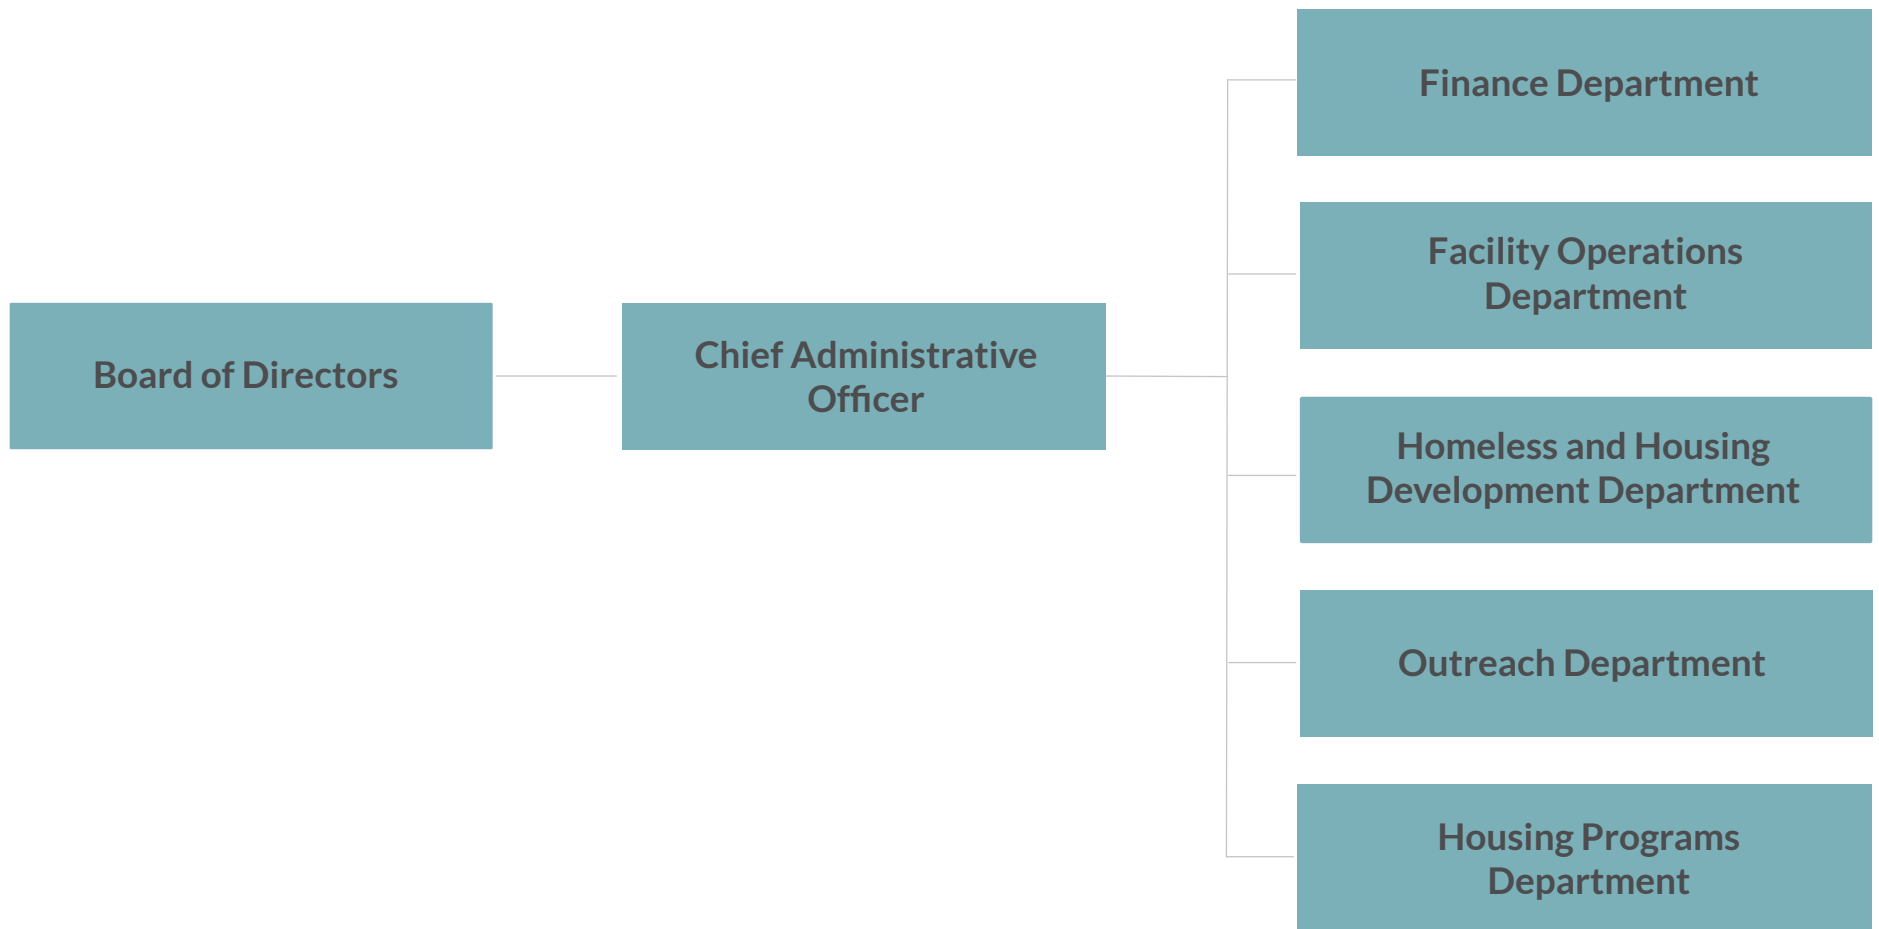 Board of Directors
Chief Administrative
Officer
Finance Department
Facility Operations
Department
Homeless and Housing
Development Department
Outreach Department
Housing Programs
Department